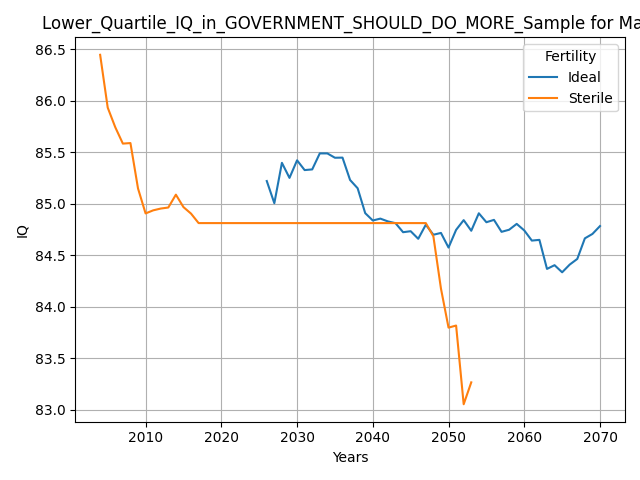 Lower_Quartile_IQ_in_GOVERNMENT_SHOULD_DO_MORE_Sample for Ma
Fertility
Ideal
Sterile
IQ
86.5
86.0
85.5
85.0
84.5
84.0
83.5
83.0
2010 2020 2030 2040 2050 2060 2070
Years